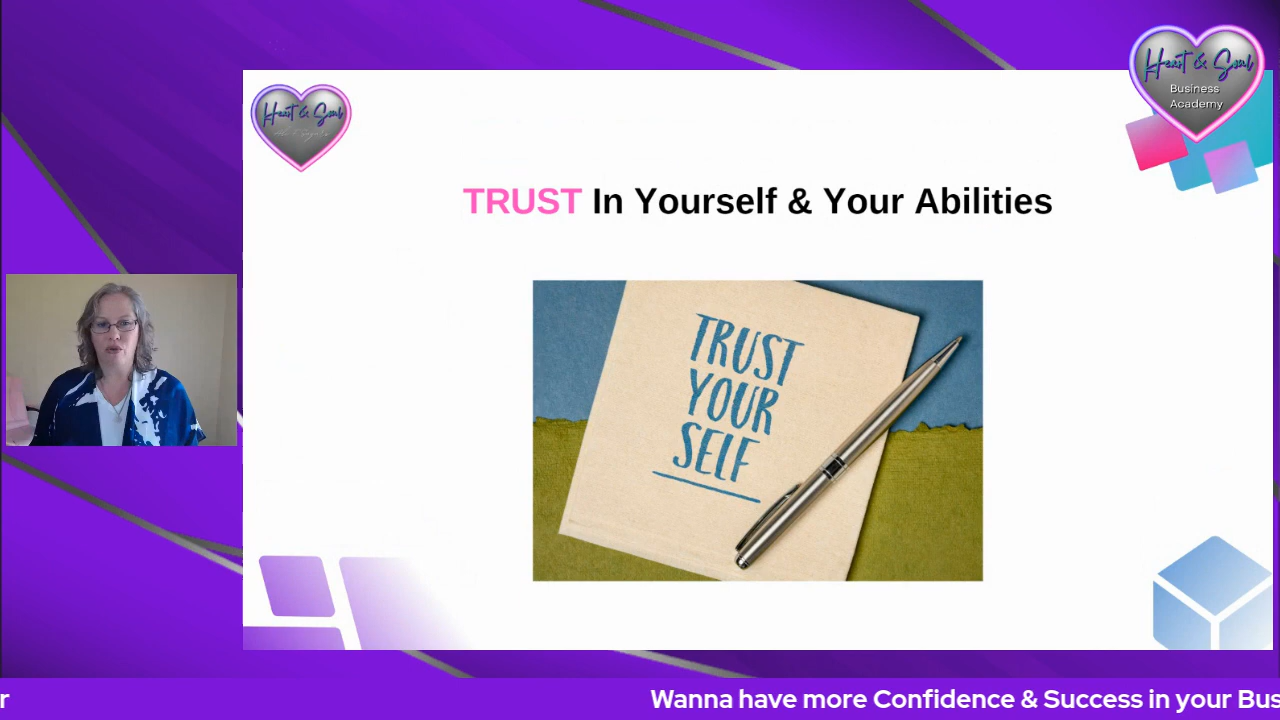 Heart & Soul
Business
Academy
Heart & Soul
TRUST In Yourself & Your Abilities
TRUST
YOUR
SELF
r
Wanna have more Confidence & Success in your Bus